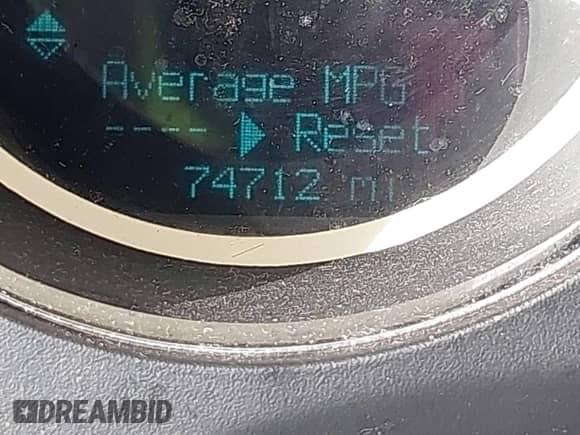 Average MPG
---- Reset
74712 mi
DREAMBID